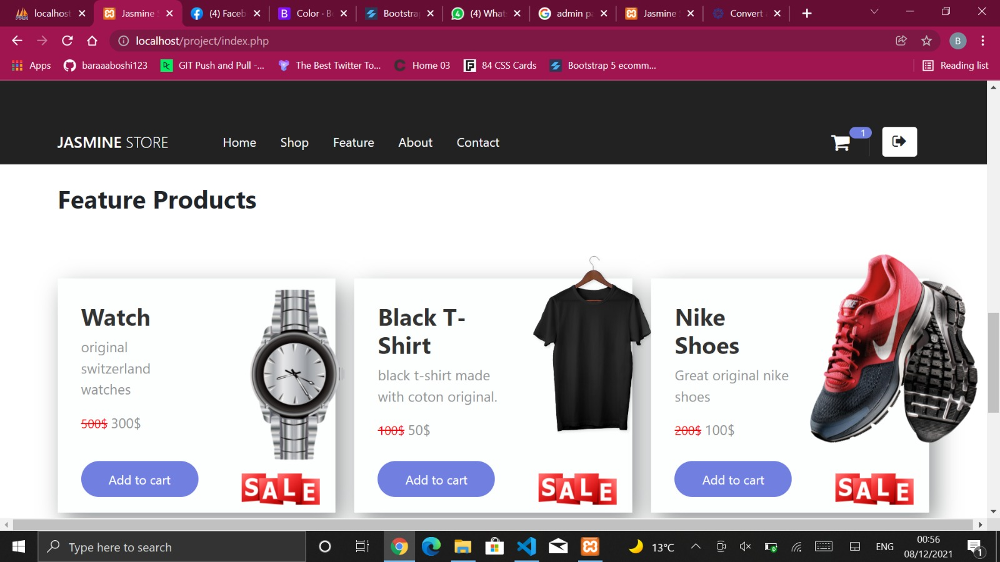 localhost
Jasmine
(4) Faceb
Color · B
Bootstra
(4) What
admin p
Jasmine
Convert
localhost/project/index.php
B
Apps
baraaaboshi123
GIT Push and Pull -...
The Best Twitter To...
Home 03
84 CSS Cards
Bootstrap 5 ecomm...
Reading list
JASMINE STORE
Home
Shop
Feature
About
Contact
1
Feature Products
Watch
original
switzerland
watches
500$ 300$
Add to cart
SALE
Black T-
Shirt
black t-shirt made
with coton original.
100$ 50$
Add to cart
SALE
Nike
Shoes
Great original nike
shoes
200$ 100$
Add to cart
SALE
Type here to search
13°C
ENG
00:56
08/12/2021
1